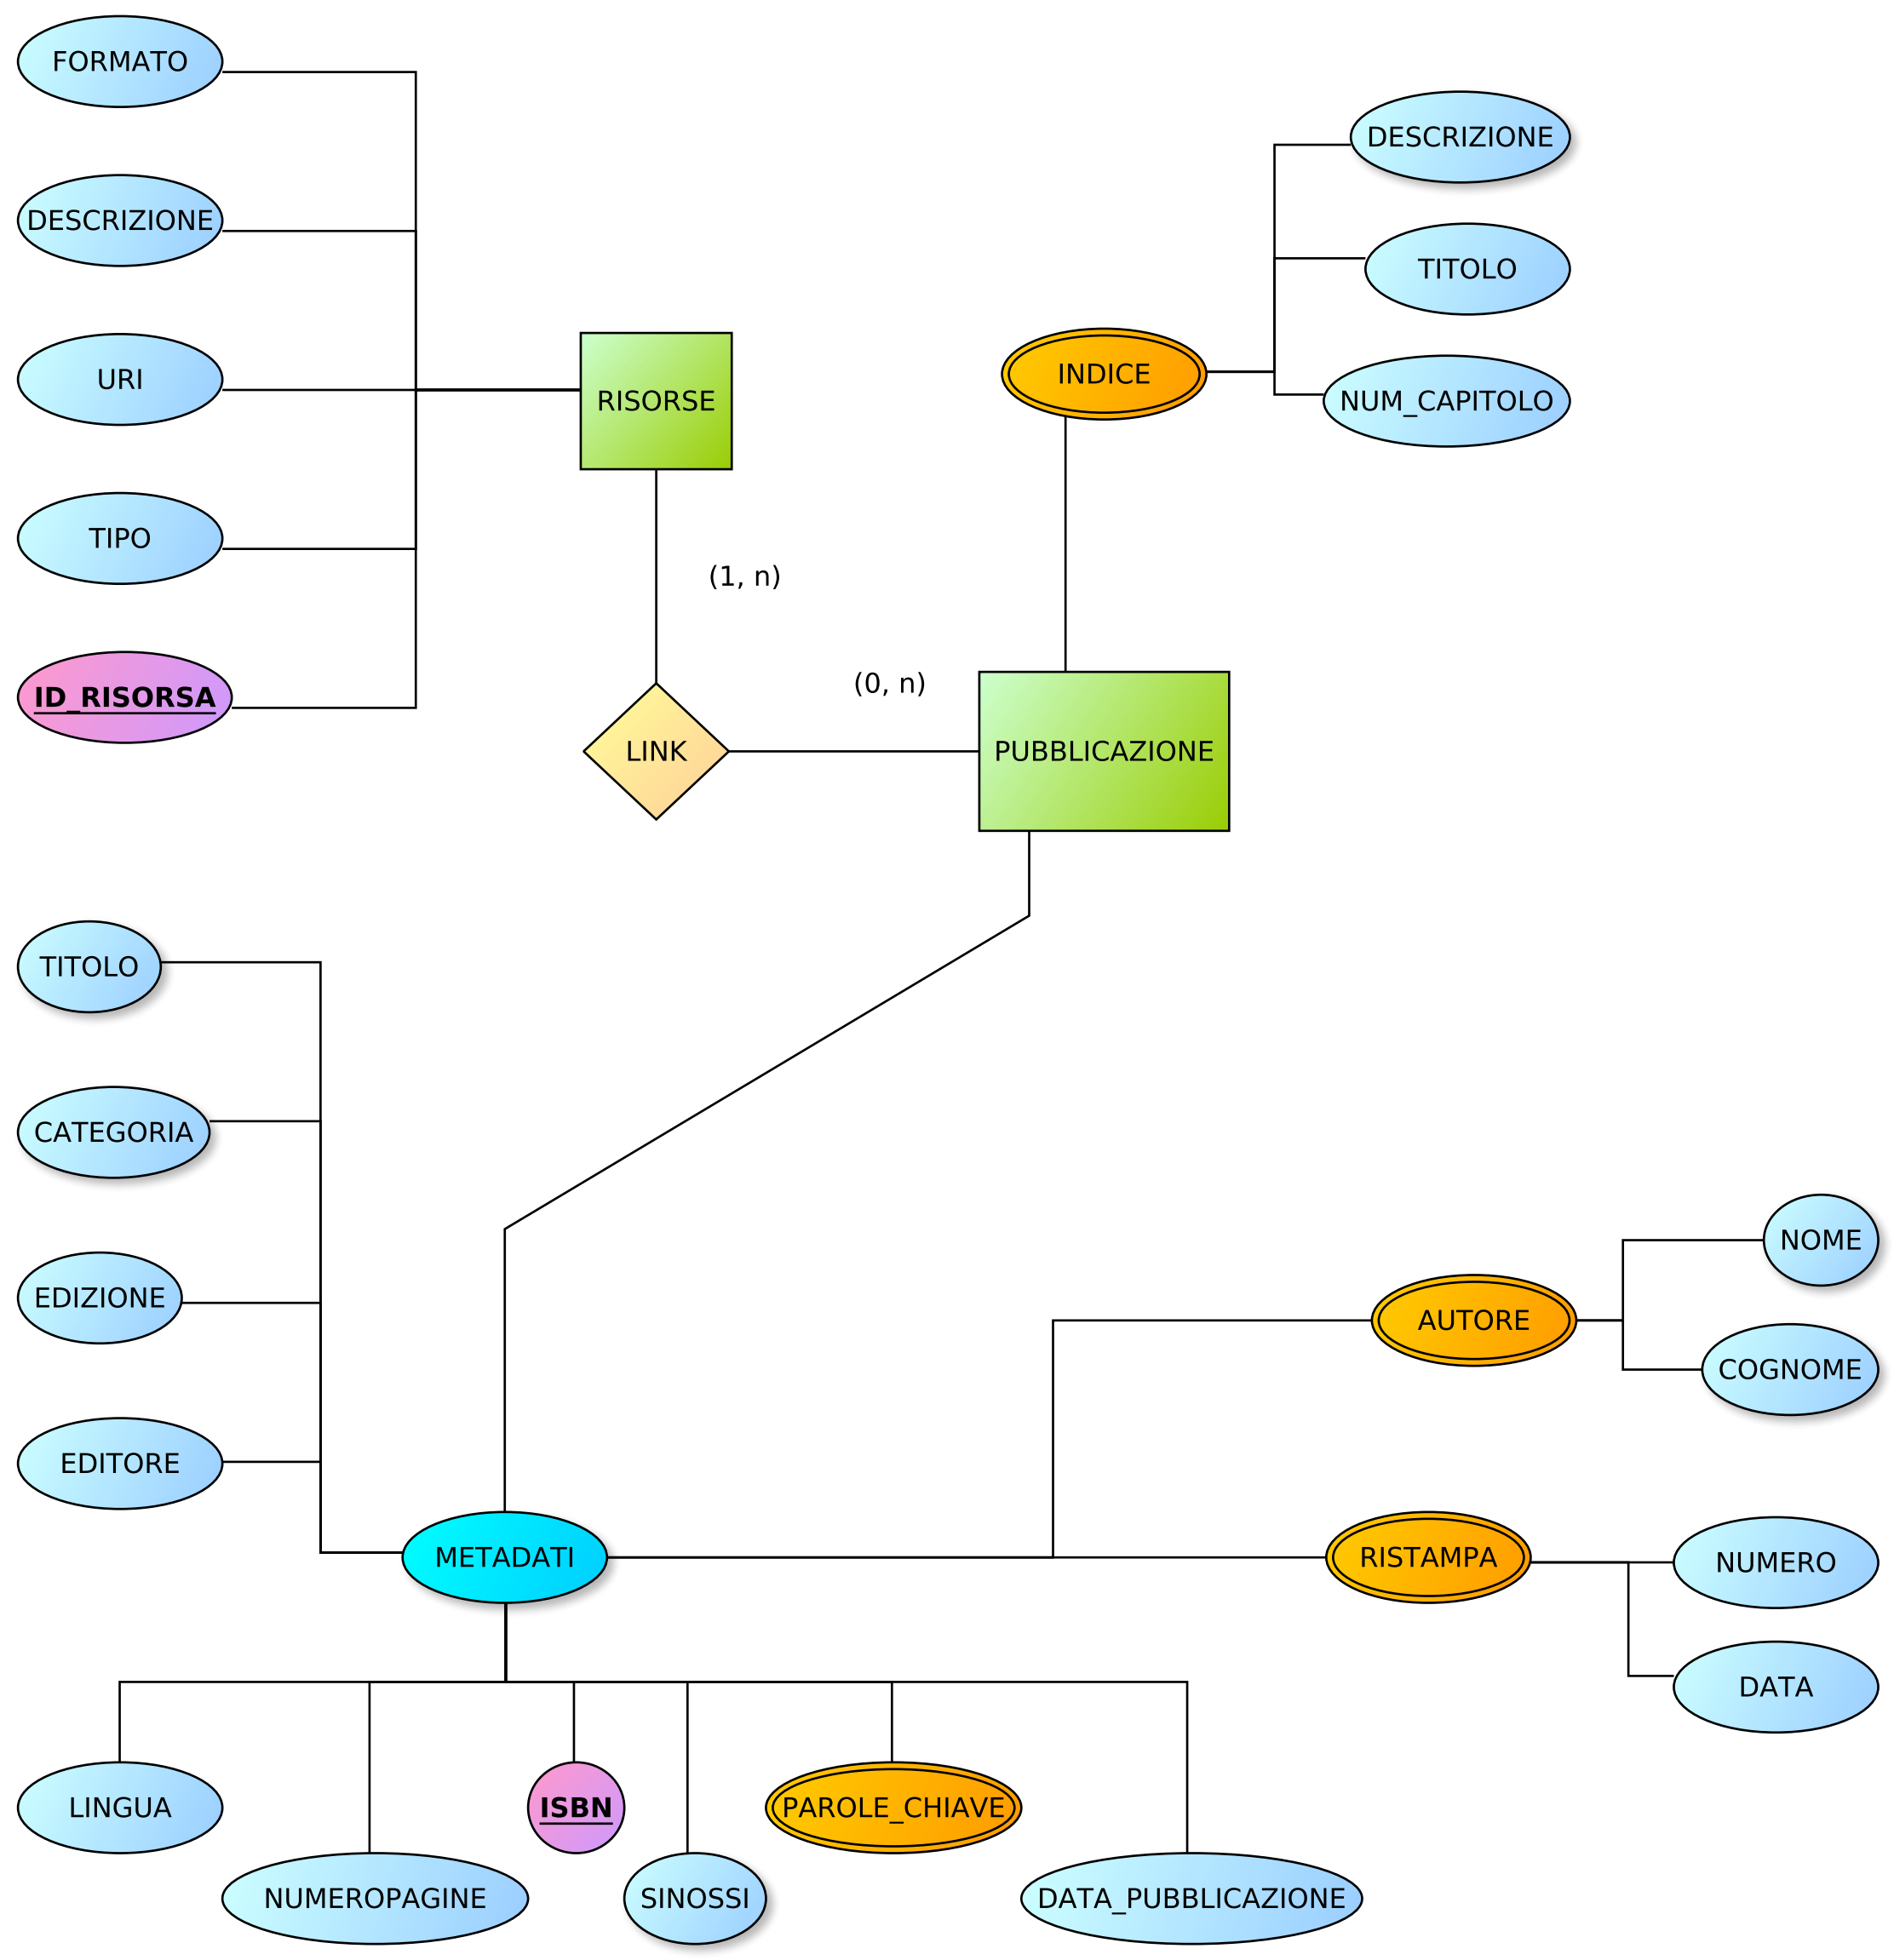 FORMATO
DESCRIZIONE
URI
TIPO
ID_RISORSA
RISORSE
(1, n)
LINK
(0, n)
PUBBLICAZIONE
INDICE
DESCRIZIONE
TITOLO
NUM_CAPITOLO
TITOLO
CATEGORIA
EDIZIONE
EDITORE
METADATI
AUTORE
NOME
COGNOME
RISTAMPA
NUMERO
DATA
LINGUA
NUMEROPAGINE
ISBN
SINOSSI
PAROLE_CHIAVE
DATA_PUBBLICAZIONE